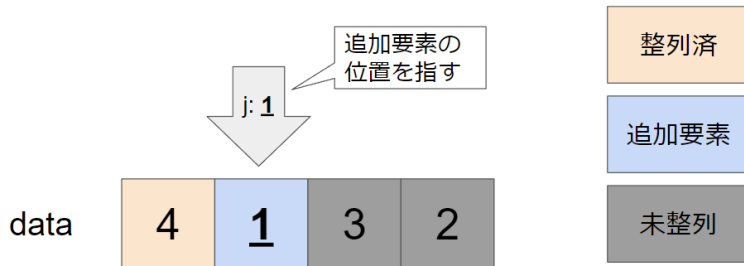 追加要素の
位置を指す
j: 1
data
4 1 3 2
整列済
追加要素
未整列